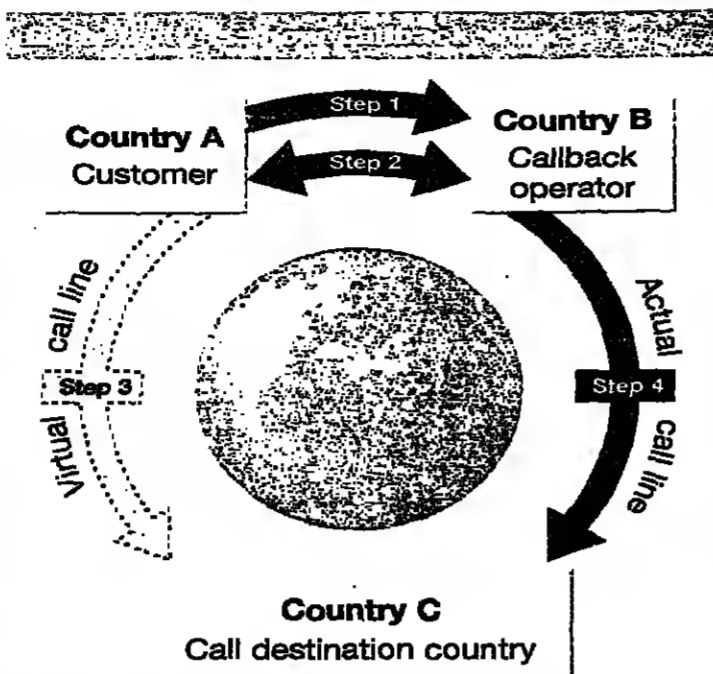 Step 1
Country A
Customer
Step 2
Country B
Callback
operator
Virtual call line
Step 3
Actual call line
Step 4
Country C
Call destination country